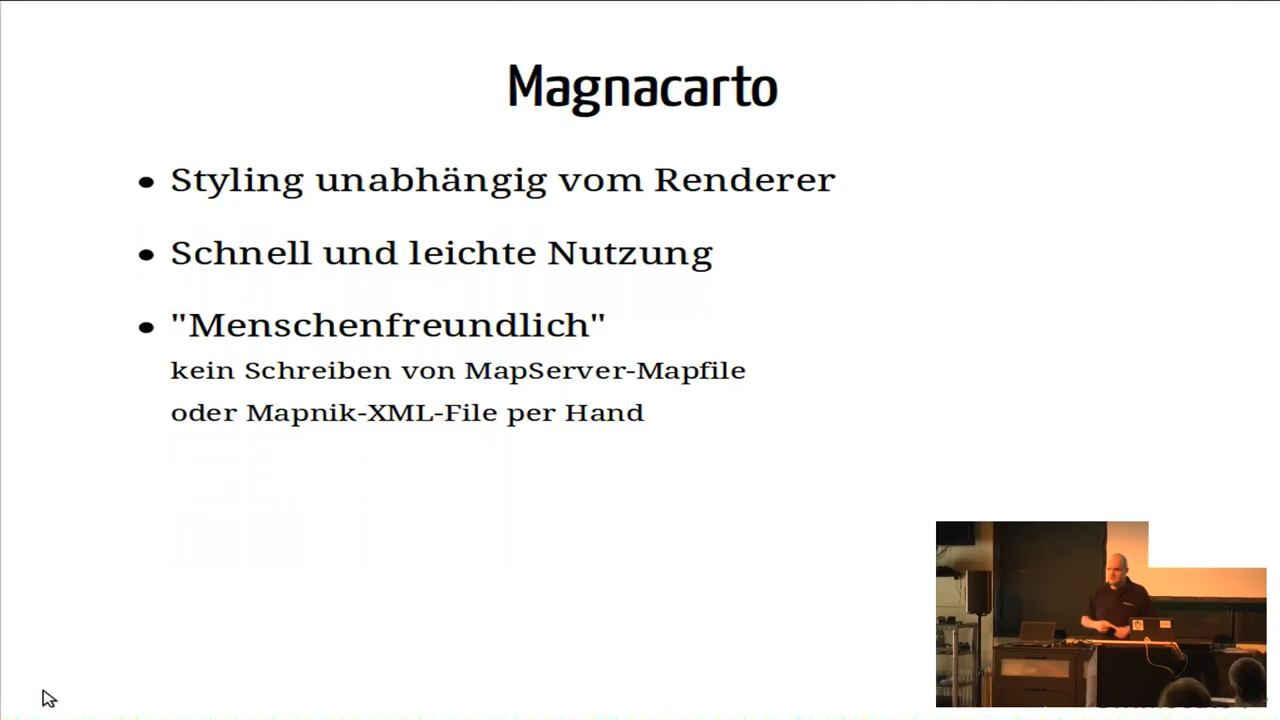 Magnacarto
• Styling unabhängig vom Renderer
• Schnell und leichte Nutzung
• "Menschenfreundlich"
kein Schreiben von MapServer-Mapfile
oder Mapnik-XML-File per Hand